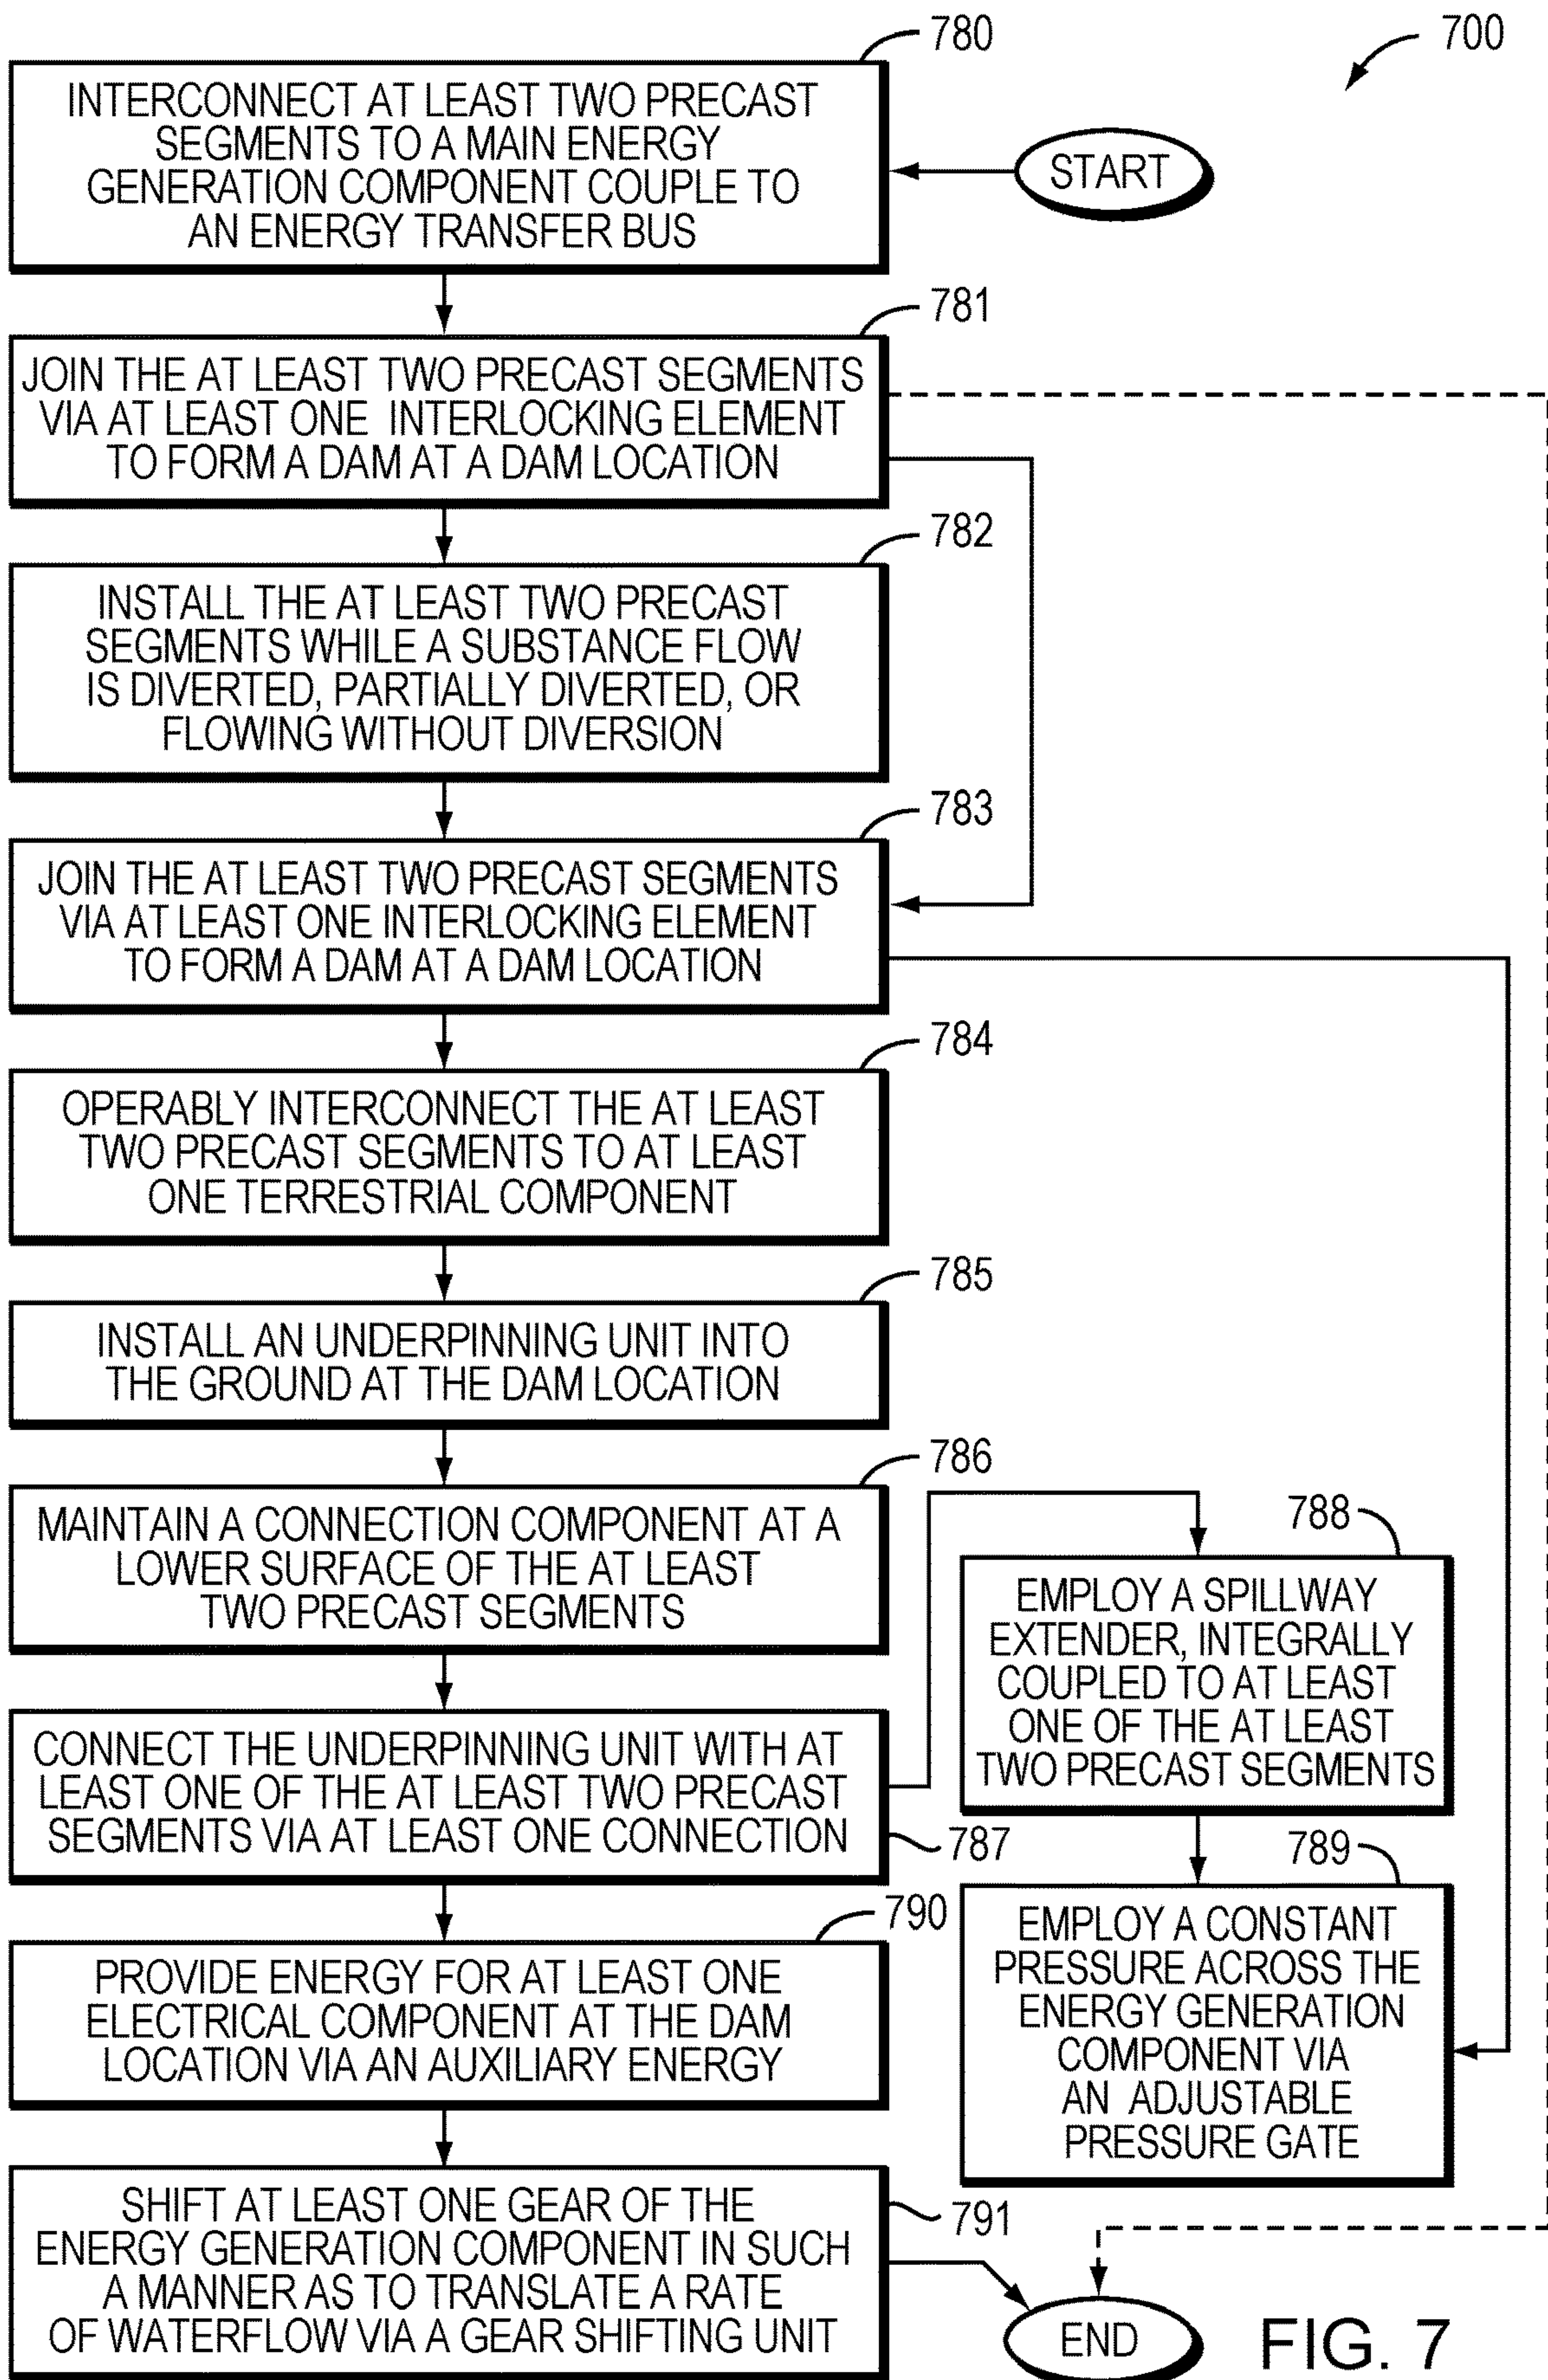 700
START
780
INTERCONNECT AT LEAST TWO PRECAST
SEGMENTS TO A MAIN ENERGY
GENERATION COMPONENT COUPLE TO
AN ENERGY TRANSFER BUS
781
JOIN THE AT LEAST TWO PRECAST SEGMENTS
VIA AT LEAST ONE INTERLOCKING ELEMENT
TO FORM A DAM AT A DAM LOCATION
782
INSTALL THE AT LEAST TWO PRECAST
SEGMENTS WHILE A SUBSTANCE FLOW
IS DIVERTED, PARTIALLY DIVERTED, OR
FLOWING WITHOUT DIVERSION
783
JOIN THE AT LEAST TWO PRECAST SEGMENTS
VIA AT LEAST ONE INTERLOCKING ELEMENT
TO FORM A DAM AT A DAM LOCATION
784
OPERABLY INTERCONNECT THE AT LEAST
TWO PRECAST SEGMENTS TO AT LEAST
ONE TERRESTRIAL COMPONENT
785
INSTALL AN UNDERPINNING UNIT INTO
THE GROUND AT THE DAM LOCATION
786
MAINTAIN A CONNECTION COMPONENT AT A
LOWER SURFACE OF THE AT LEAST
TWO PRECAST SEGMENTS
CONNECT THE UNDERPINNING UNIT WITH AT
LEAST ONE OF THE AT LEAST TWO PRECAST
SEGMENTS VIA AT LEAST ONE CONNECTION
787
788
EMPLOY A SPILLWAY
EXTENDER, INTEGRALLY
COUPLED TO AT LEAST
ONE OF THE AT LEAST
TWO PRECAST SEGMENTS
789
EMPLOY A CONSTANT
PRESSURE ACROSS THE
ENERGY GENERATION
COMPONENT VIA
AN ADJUSTABLE
PRESSURE GATE
790
PROVIDE ENERGY FOR AT LEAST ONE
ELECTRICAL COMPONENT AT THE DAM
LOCATION VIA AN AUXILIARY ENERGY
SHIFT AT LEAST ONE GEAR OF THE
ENERGY GENERATION COMPONENT IN SUCH
A MANNER AS TO TRANSLATE A RATE
OF WATERFLOW VIA A GEAR SHIFTING UNIT
791
END
FIG. 7